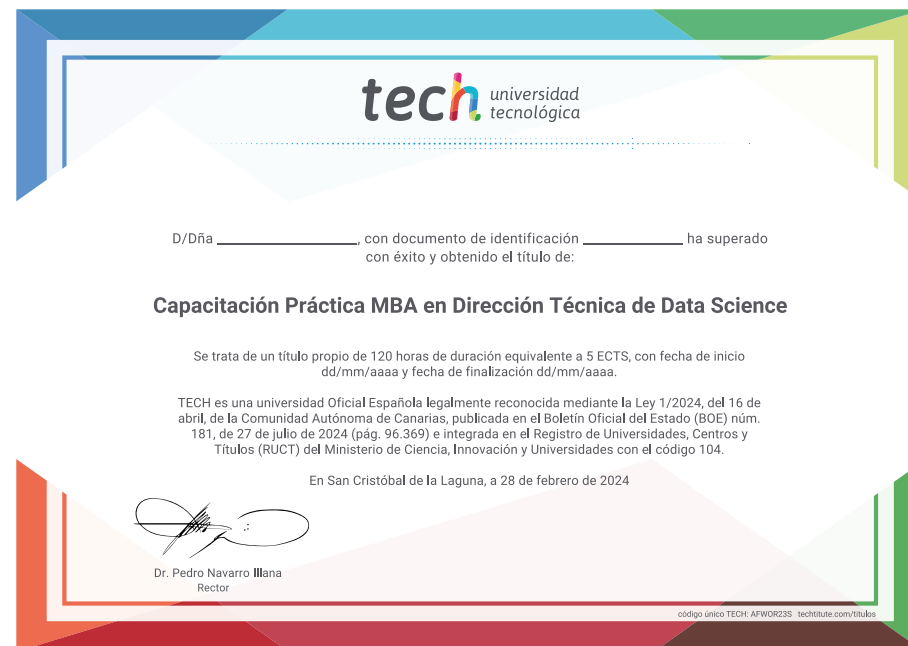 tech universidad
tecnológica
D/Dña ____________________, con documento de identificación ______________ ha superado
con éxito y obtenido el título de:
Capacitación Práctica MBA en Dirección Técnica de Data Science
Se trata de un título propio de 120 horas de duración equivalente a 5 ECTS, con fecha de inicio
dd/mm/aaaa y fecha de finalización dd/mm/aaaa.
TECH es una universidad Oficial Española legalmente reconocida mediante la Ley 1/2024, del 16 de
abril, de la Comunidad Autónoma de Canarias, publicada en el Boletín Oficial del Estado (BOE) núm.
181, de 27 de julio de 2024 (pág. 96.369) e integrada en el Registro de Universidades, Centros y
Títulos (RUCT) del Ministerio de Ciencia, Innovación y Universidades con el código 104.
En San Cristóbal de la Laguna, a 28 de febrero de 2024
Dr. Pedro Navarro Illana
Rector
código único TECH: AFWOR23S techtitute.com/titulos